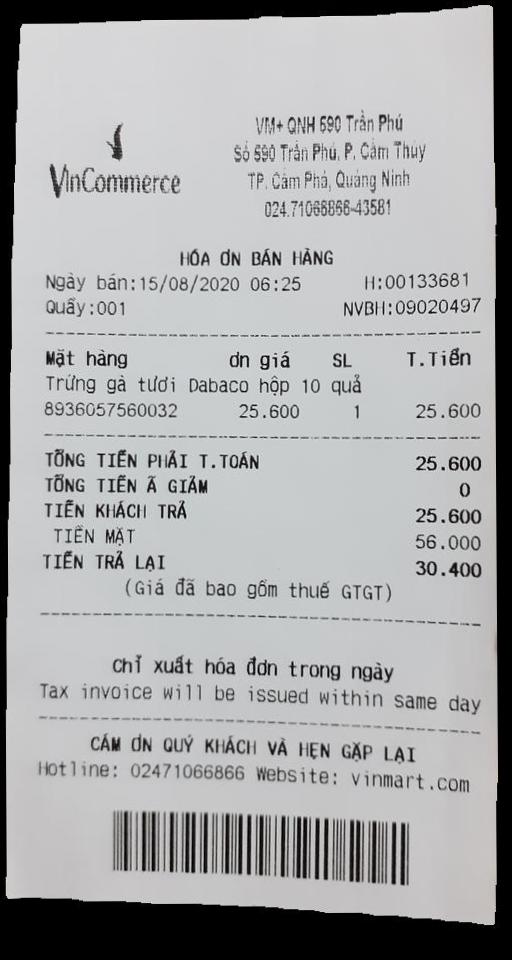 VinCommerce
VM+ QNH 590 Trần Phú
Số 590 Trần Phú, P. Cẩm Thủy
TP. Cẩm Phả, Quảng Ninh
024.71066866-43581
HÓA ƠN BÁN HÀNG
Ngày bán:15/08/2020 06:25 H:00133681
Quầy:001 NVBH:09020497
Mặt hàng ơn giá SL T.Tiền
Trứng gà tươi Dabaco hộp 10 quả
8936057560032 25.600 1 25.600
TỔNG TIỀN PHẢI T.TOÁN 25.600
TỔNG TIỀN Ã GIẢM 0
TIỀN KHÁCH TRẢ 25.600
TIỀN MẶT 56.000
TIỀN TRẢ LẠI 30.400
(Giá đã bao gồm thuế GTGT)
Chỉ xuất hóa đơn trong ngày
Tax invoice will be issued within same day
CẢM ƠN QUÝ KHÁCH VÀ HẸN GẶP LẠI
Hotline: 02471066866 Website: vinmart.com